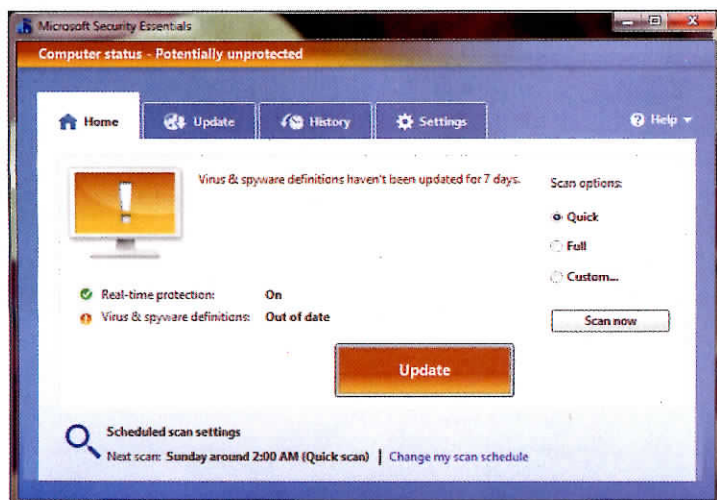 Microsoft Security Essentials
Computer status - Potentially unprotected
Home
Update
History
Settings
Help
Virus & spyware definitions haven't been updated for 7 days.
Scan options:
Quick
Full
Custom...
Real-time protection: On
Virus & spyware definitions: Out of date
Scan now
Update
Scheduled scan settings
Next scan: Sunday around 2:00 AM (Quick scan) | Change my scan schedule